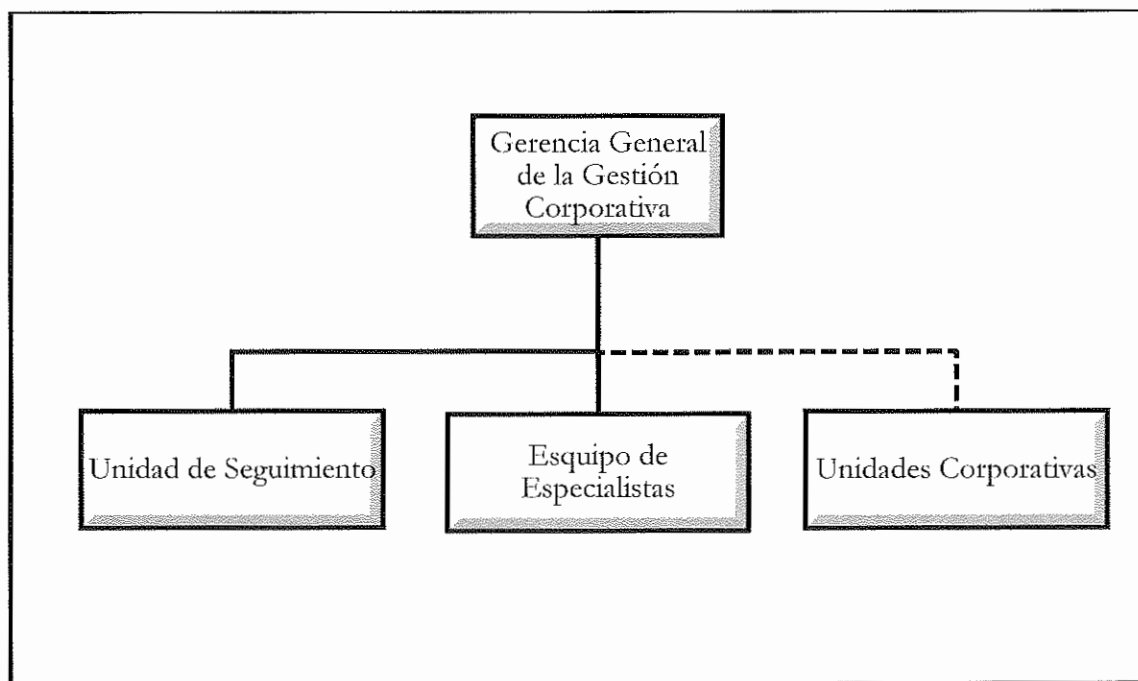 Gerencia General
de la Gestión
Corporativa
Unidad de Seguimiento
Esquipo de
Especialistas
Unidades Corporativas